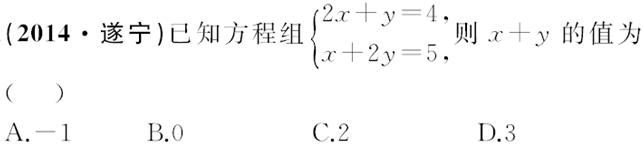 (2014·遂宁)已知方程组{2x+y=4, x+2y=5, 则 x+y 的值为
(    )
A.-1 B.0 C.2 D.3